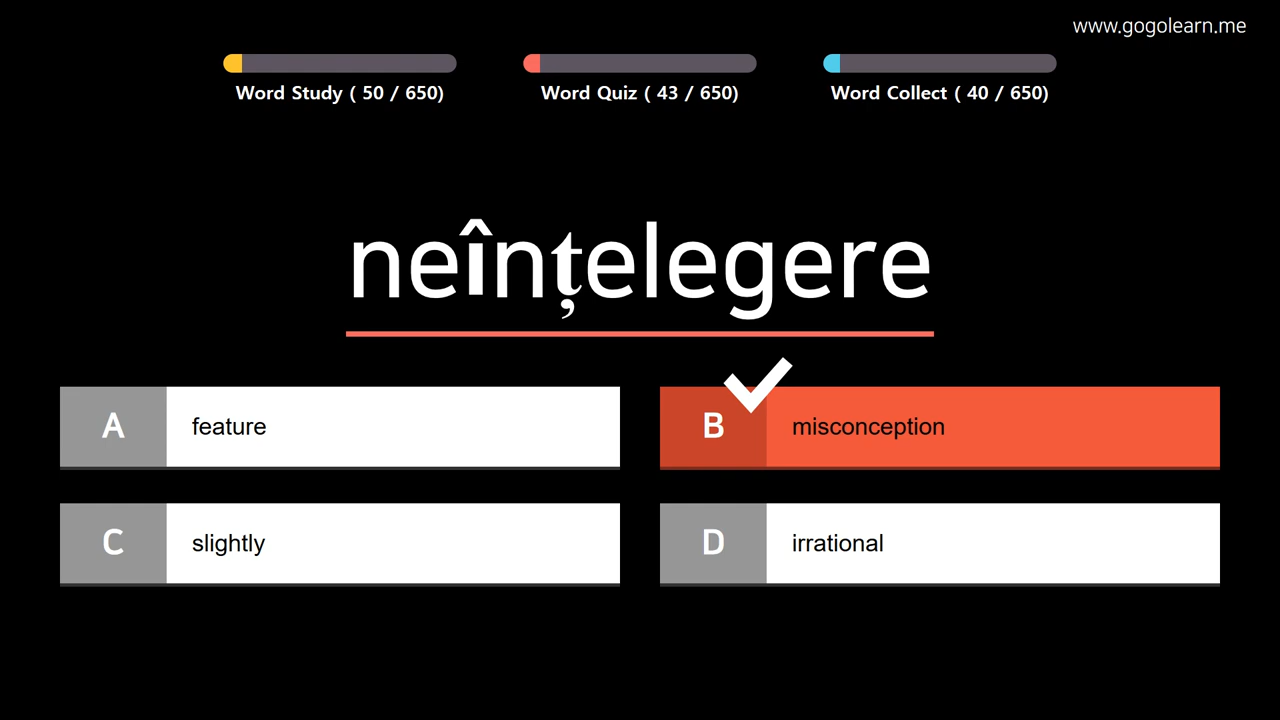 www.gogolearn.me
Word Study ( 50 / 650)
Word Quiz ( 43 / 650)
Word Collect ( 40 / 650)
neînțelegere
A feature
B misconception
C slightly
D irrational